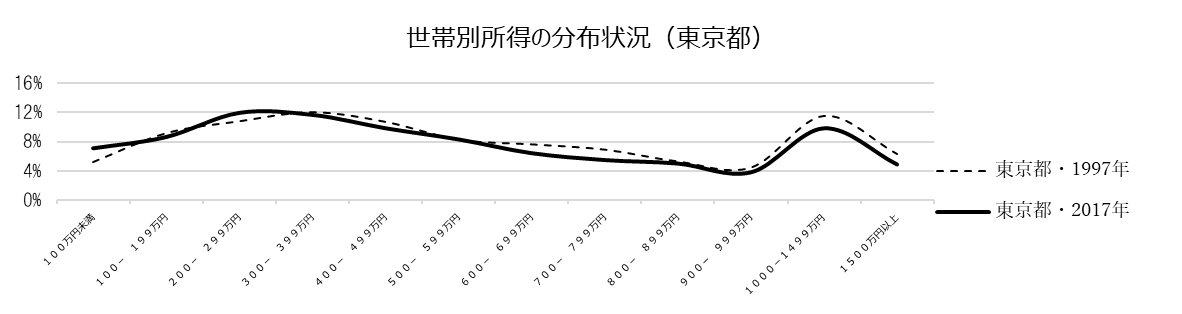 世帯別所得の分布状況（東京都）
16%
12%
8%
4%
0%
１００万円未満
１００－ １９９万円
２００－ ２９９万円
３００－ ３９９万円
４００－ ４９９万円
５００－ ５９９万円
６００－ ６９９万円
７００－ ７９９万円
８００－ ８９９万円
９００－ ９９９万円
１０００－１４９９万円
１５００万円以上
東京都・1997年
東京都・2017年